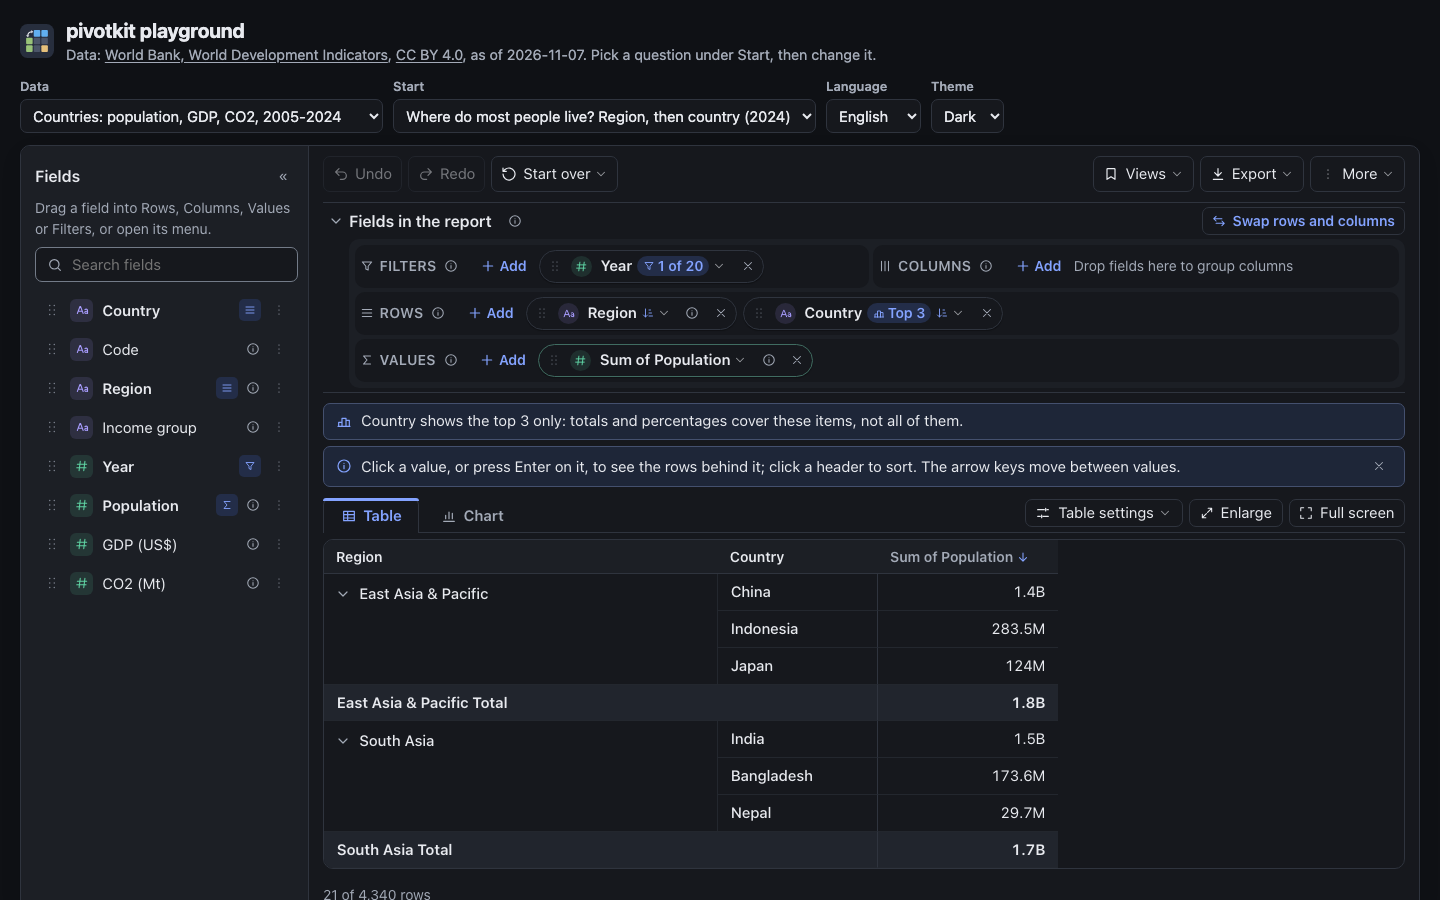 pivotkit playground
Data: World Bank, World Development Indicators, CC BY 4.0, as of 2026-11-07. Pick a question under Start, then change it.
Data
Start
Language
Theme
Countries: population, GDP, CO2, 2005-2024
Where do most people live? Region, then country (2024)
English
Dark
Fields
«
Drag a field into Rows, Columns, Values
or Filters, or open its menu.
Search fields
Aa Country
Aa Code
Aa Region
Aa Income group
# Year
# Population Σ
# GDP (US$)
# CO2 (Mt)
Undo
Redo
Start over
Views
Export
More
Fields in the report
Swap rows and columns
FILTERS + Add # Year 1 of 20
COLUMNS + Add Drop fields here to group columns
ROWS + Add Aa Region Aa Country Top 3
Σ VALUES + Add # Sum of Population
Country shows the top 3 only: totals and percentages cover these items, not all of them.
Click a value, or press Enter on it, to see the rows behind it; click a header to sort. The arrow keys move between values.
Table
Chart
Table settings
Enlarge
Full screen
Region Country Sum of Population ↓
East Asia & Pacific China 1.4B
Indonesia 283.5M
Japan 124M
East Asia & Pacific Total 1.8B
South Asia India 1.5B
Bangladesh 173.6M
Nepal 29.7M
South Asia Total 1.7B
21 of 4,340 rows